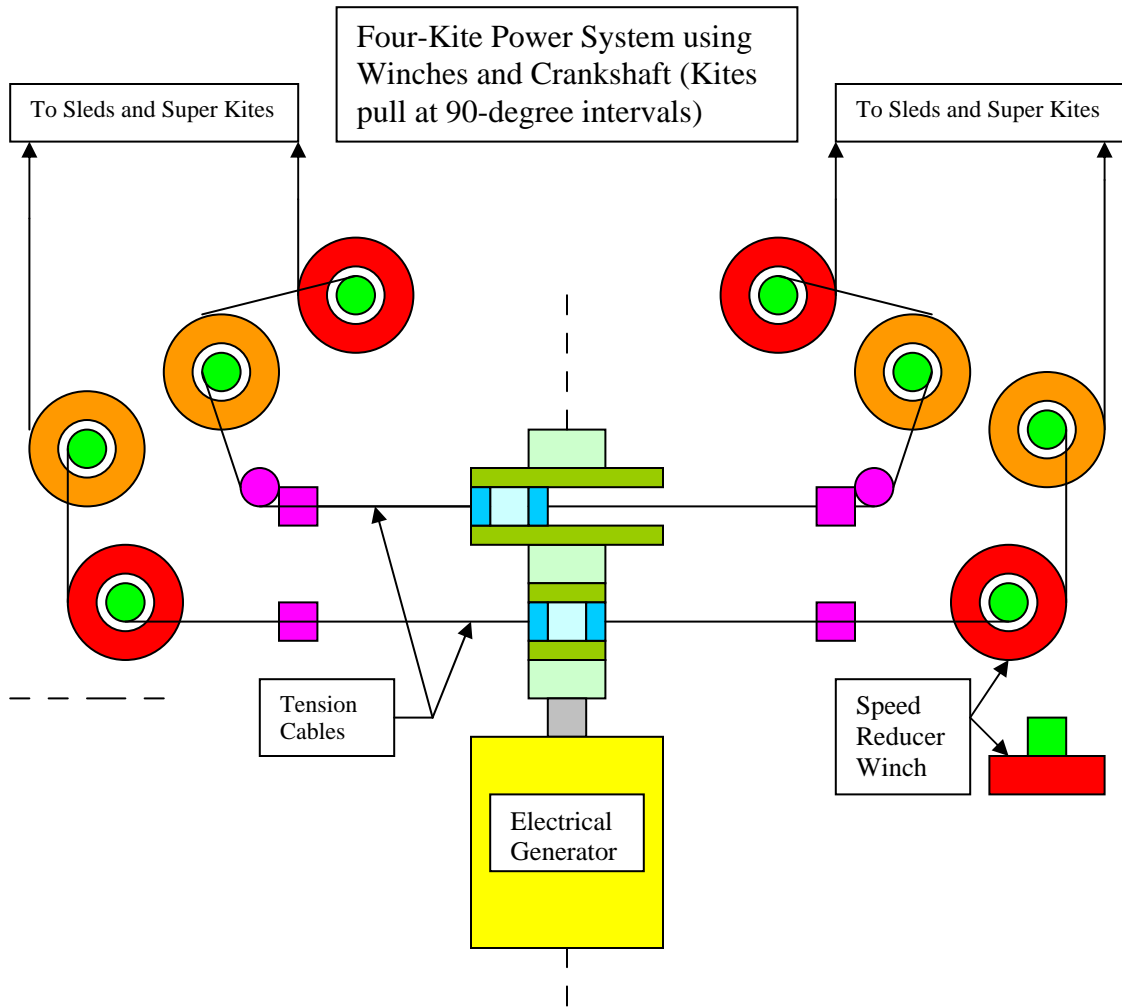 Four-Kite Power System using
Winches and Crankshaft (Kites
pull at 90-degree intervals)
To Sleds and Super Kites
To Sleds and Super Kites
Tension
Cables
Speed
Reducer
Winch
Electrical
Generator